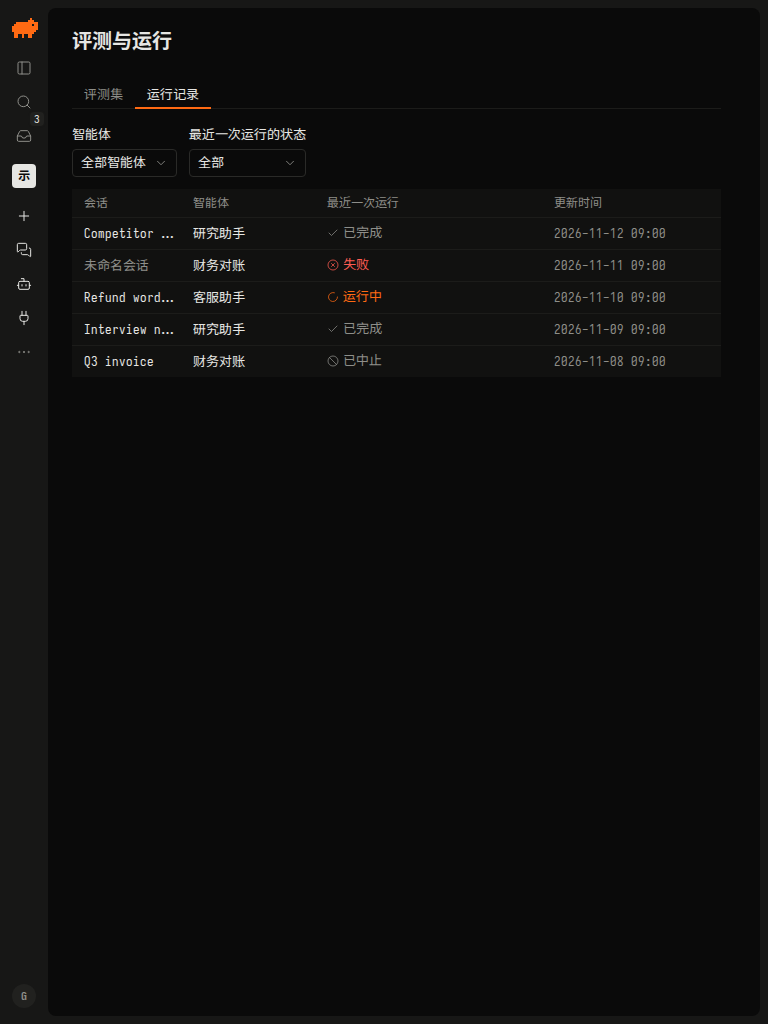 评测与运行
评测集 运行记录
3
智能体 最近一次运行的状态
全部智能体 全部
示
会话 智能体 最近一次运行 更新时间
Competitor ... 研究助手 已完成 2026-11-12 09:00
未命名会话 财务对账 失败 2026-11-11 09:00
Refund word... 客服助手 运行中 2026-11-10 09:00
Interview n... 研究助手 已完成 2026-11-09 09:00
Q3 invoice 财务对账 已中止 2026-11-08 09:00
G